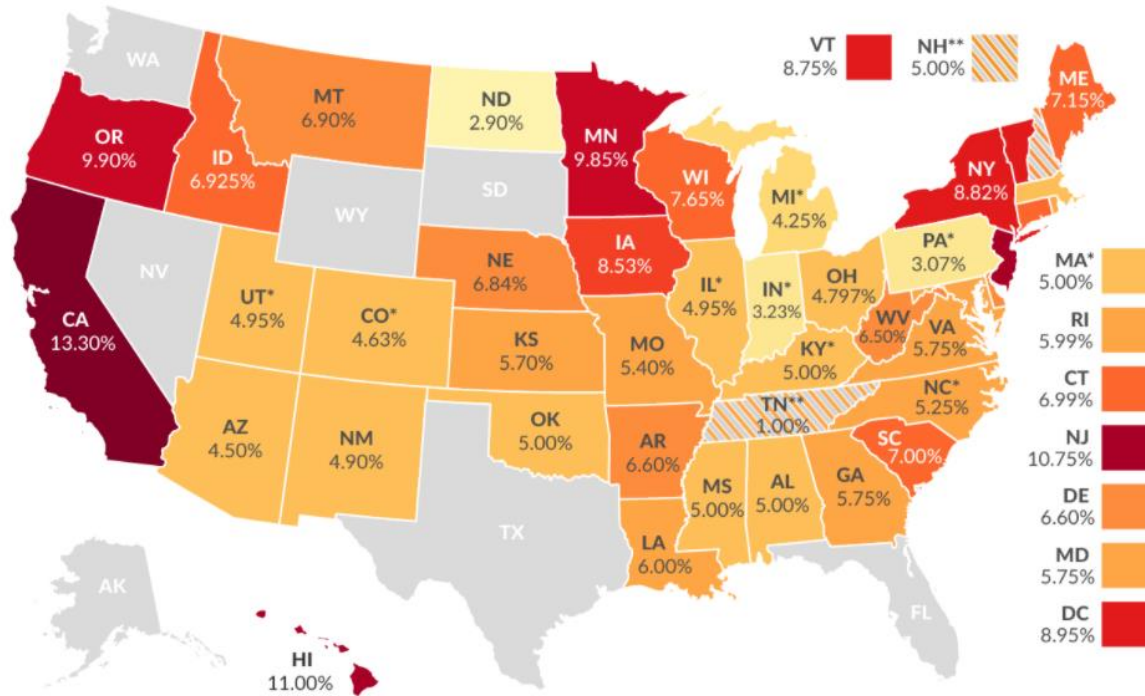 WA
OR
9.90%
CA
13.30%
NV
ID
6.925%
MT
6.90%
WY
UT*
4.95%
AZ
4.50%
CO*
4.63%
NM
4.90%
ND
2.90%
SD
NE
6.84%
KS
5.70%
OK
5.00%
TX
MN
9.85%
IA
8.53%
MO
5.40%
AR
6.60%
LA
6.00%
WI
7.65%
IL*
4.95%
MI*
4.25%
IN*
3.23%
OH
4.797%
KY*
5.00%
TN**
1.00%
MS
5.00%
AL
5.00%
GA
5.75%
FL
SC
7.00%
NC*
5.25%
VA
5.75%
WV
6.50%
PA*
3.07%
NY
8.82%
VT
8.75%
NH**
5.00%
ME
7.15%
MA*
5.00%
RI
5.99%
CT
6.99%
NJ
10.75%
DE
6.60%
MD
5.75%
DC
8.95%
AK
HI
11.00%